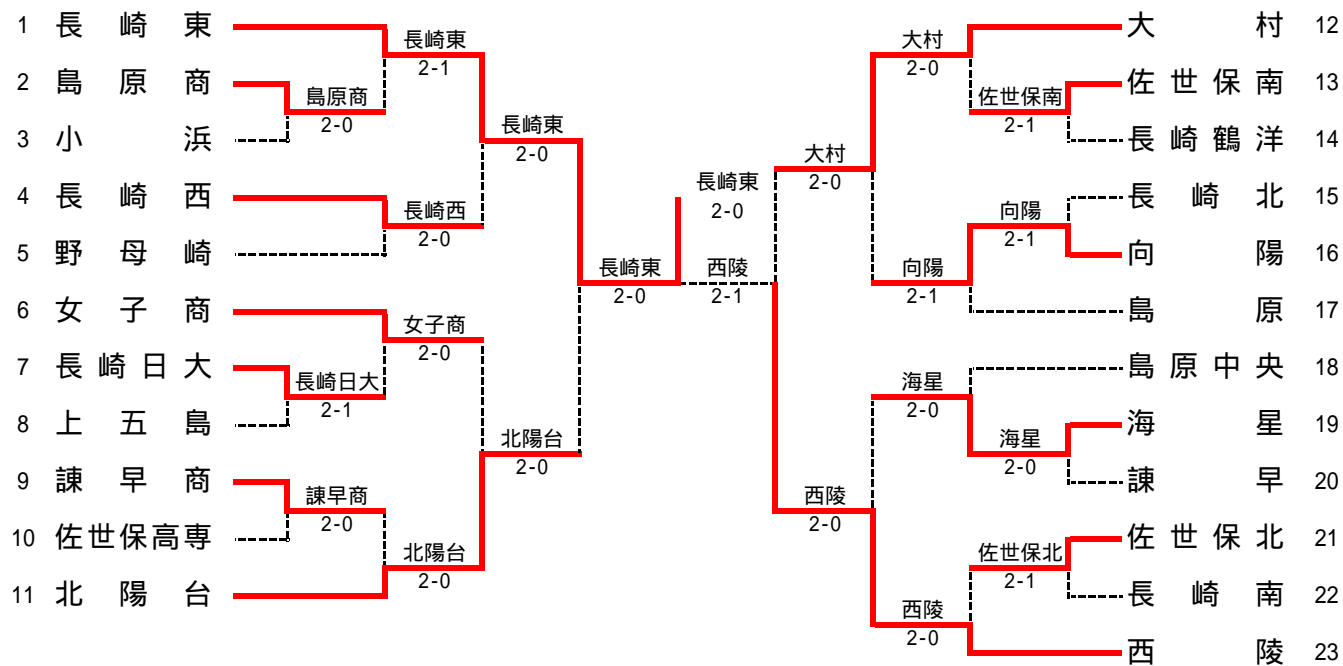 1 長崎東
2 島原商
3 小浜
4 長崎西
5 野母崎
6 女子商
7 長崎日大
8 上五島
9 諫早商
10 佐世保高専
11 北陽台
島原商
2-0
長崎日大
2-1
諫早商
2-0
長崎東
2-1
長崎西
2-0
女子商
2-0
北陽台
2-0
長崎東
2-0
北陽台
2-0
長崎東
2-0
長崎東
2-0
西陵
2-1
大村
2-0
西陵
2-0
大村
2-0
向陽
2-1
海星
2-0
西陵
2-0
佐世保南
2-1
向陽
2-1
海星
2-0
佐世保北
2-1
大村 12
佐世保南 13
長崎鶴洋 14
長崎北 15
向陽 16
島原 17
島原中央 18
海星 19
諫早 20
佐世保北 21
長崎南 22
西陵 23